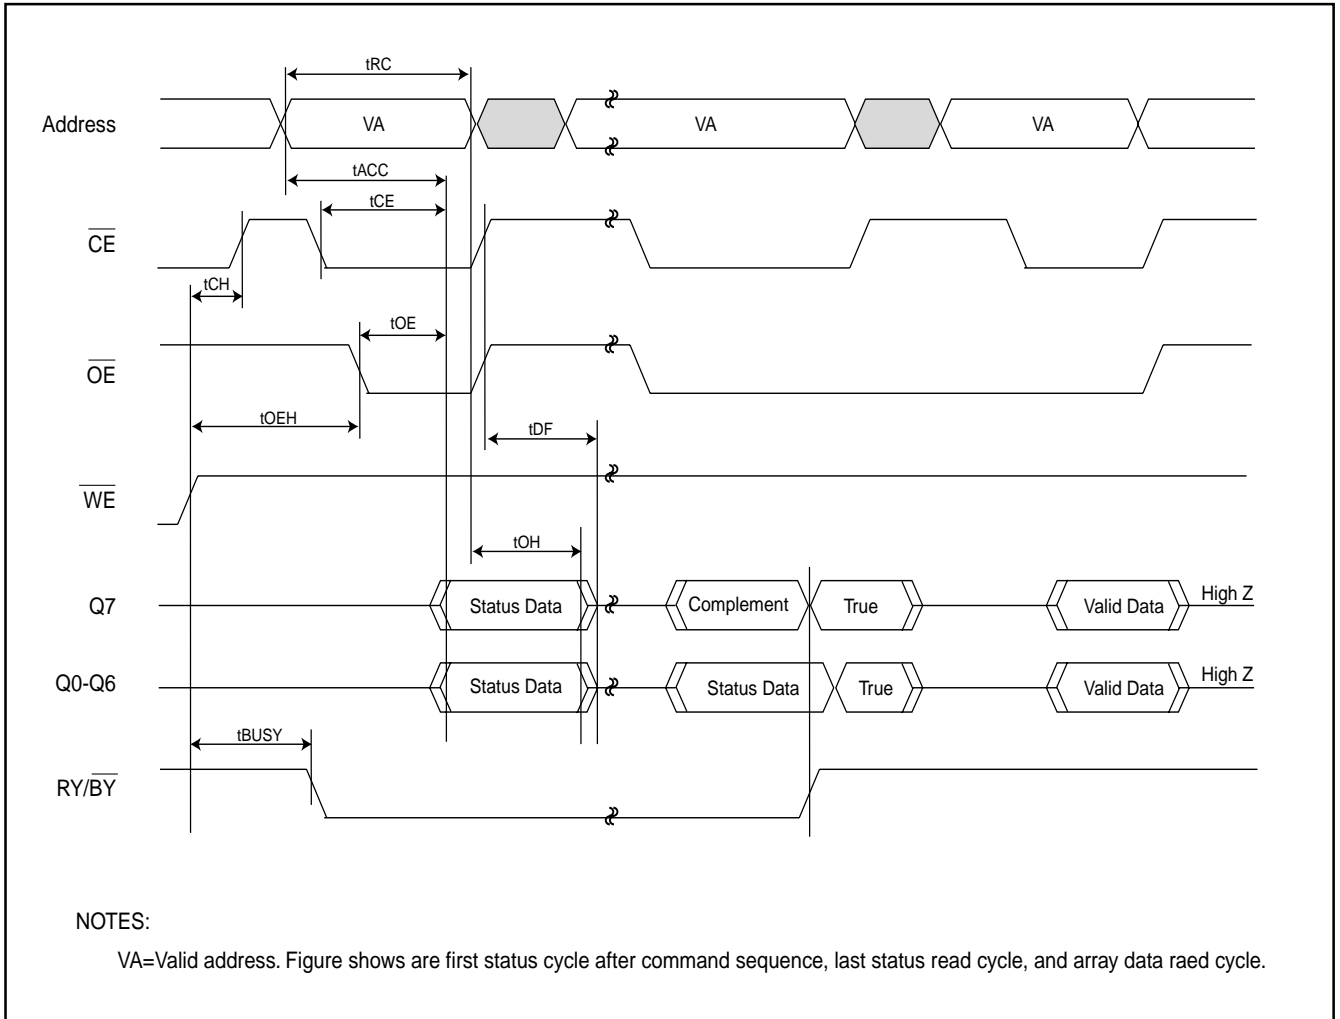 tRC
Address VA VA VA
tACC
tCE
CE
tCH
tOE
OE
tOEH
tDF
WE
tOH
Q7 Status Data Complement True Valid Data High Z
Q0-Q6 Status Data Status Data True Valid Data High Z
tBUSY
RY/BY
NOTES:
VA=Valid address. Figure shows are first status cycle after command sequence, last status read cycle, and array data raed cycle.